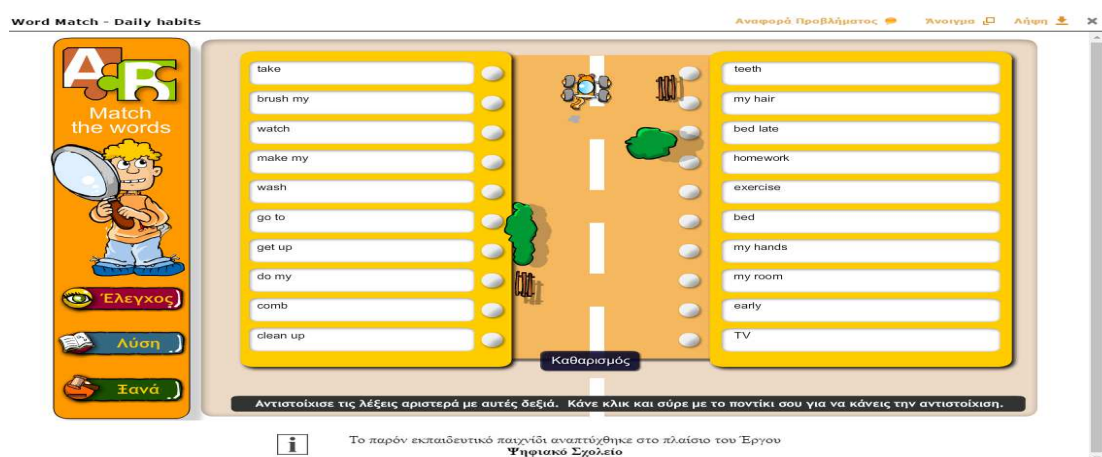 Word Match - Daily habits
Αναφορά Προβλήματος Άνοιγμα Λήψη
Match
the words
Έλεγχος
Λύση
Ξανά
take
brush my
watch
make my
wash
go to
get up
do my
comb
clean up
teeth
my hair
bed late
homework
exercise
bed
my hands
my room
early
TV
Καθαρισμός
Αντιστοίχισε τις λέξεις αριστερά με αυτές δεξιά. Κάνε κλικ και σύρε με το ποντίκι σου για να κάνεις την αντιστοίχιση.
i
Το παρόν εκπαιδευτικό παιχνίδι αναπτύχθηκε στο πλαίσιο του Έργου
Ψηφιακό Σχολείο